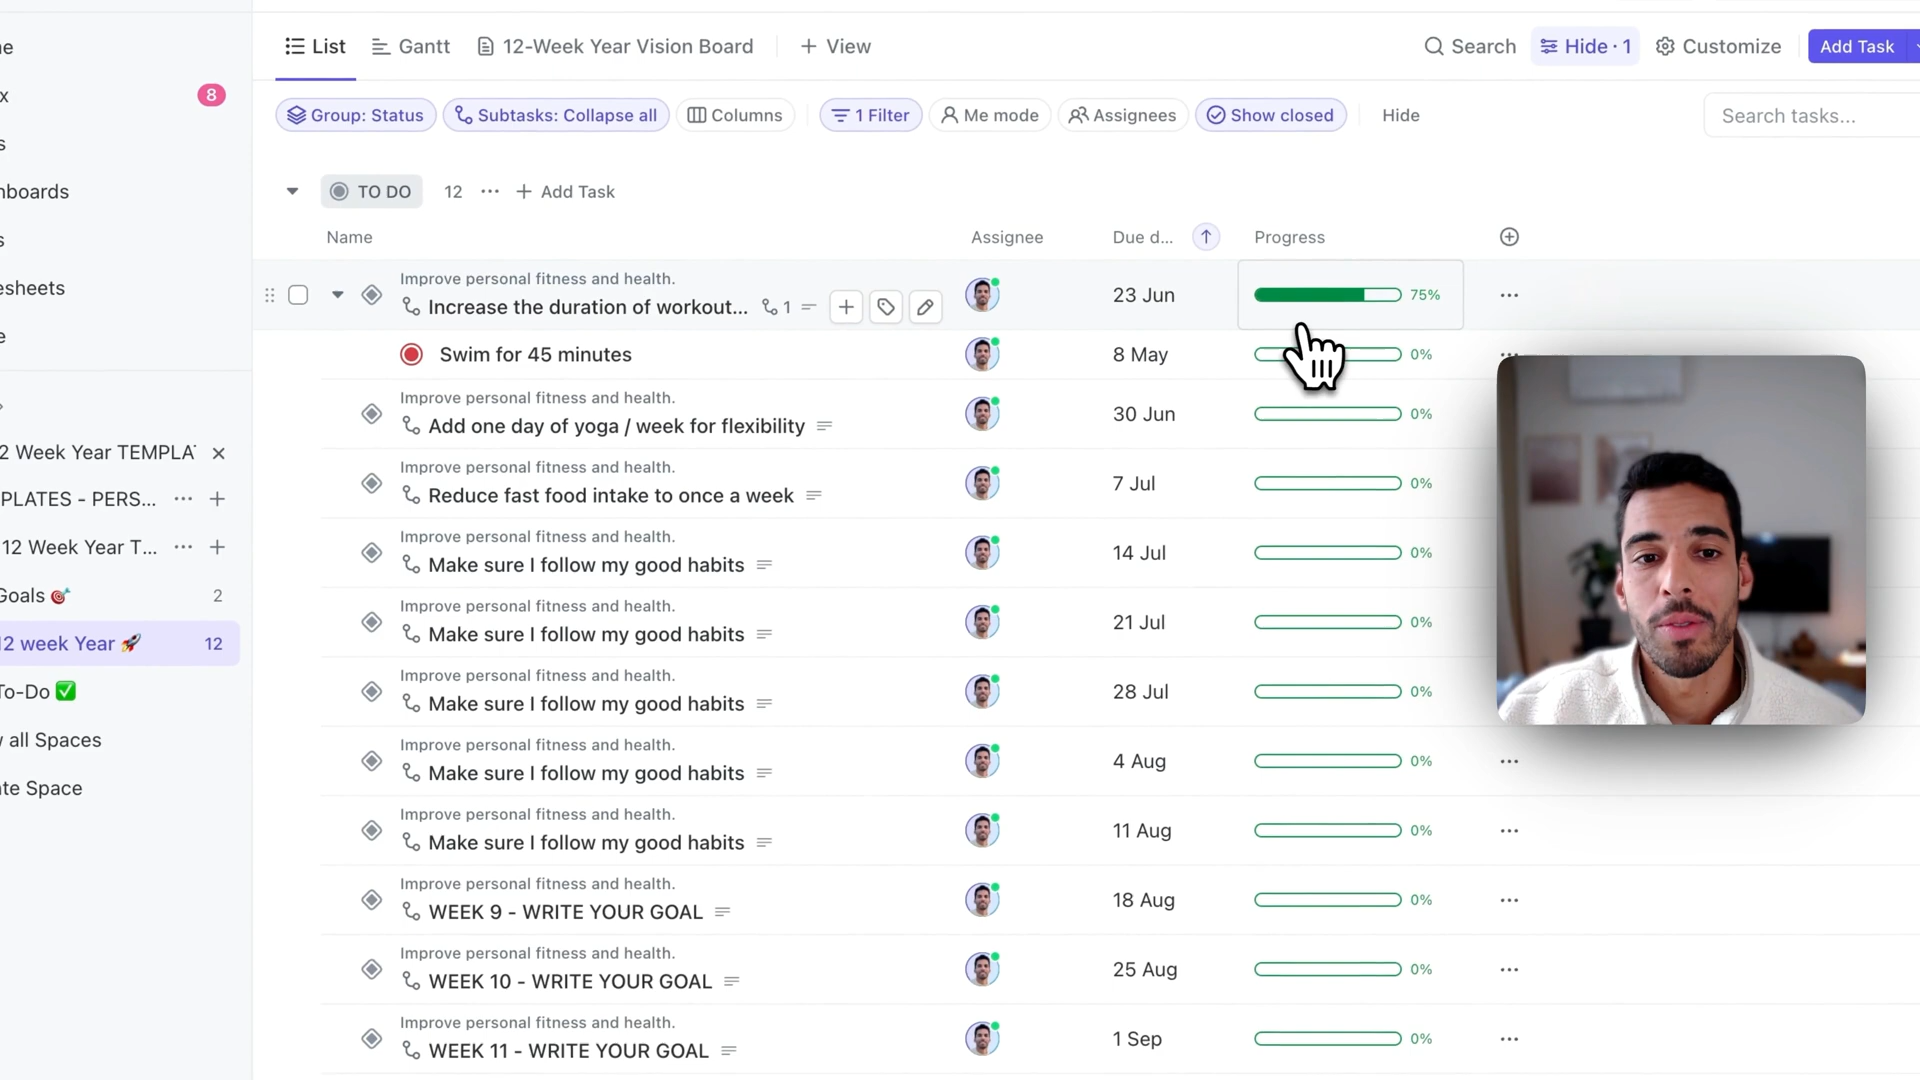 List
Gantt
12-Week Year Vision Board
+ View
Search
Hide · 1
Customize
Add Task
8
Group: Status
Subtasks: Collapse all
Columns
1 Filter
Me mode
Assignees
Show closed
Hide
Search tasks...
TO DO
12
Add Task
Name
Assignee
Due d...
Progress
Improve personal fitness and health.
Increase the duration of workout...
1
23 Jun
75%
Swim for 45 minutes
8 May
0%
Improve personal fitness and health.
Add one day of yoga / week for flexibility
30 Jun
0%
Improve personal fitness and health.
Reduce fast food intake to once a week
7 Jul
0%
Improve personal fitness and health.
Make sure I follow my good habits
14 Jul
0%
Improve personal fitness and health.
Make sure I follow my good habits
21 Jul
0%
Improve personal fitness and health.
Make sure I follow my good habits
28 Jul
0%
Improve personal fitness and health.
Make sure I follow my good habits
4 Aug
0%
Improve personal fitness and health.
Make sure I follow my good habits
11 Aug
0%
Improve personal fitness and health.
WEEK 9 - WRITE YOUR GOAL
18 Aug
0%
Improve personal fitness and health.
WEEK 10 - WRITE YOUR GOAL
25 Aug
0%
Improve personal fitness and health.
WEEK 11 - WRITE YOUR GOAL
1 Sep
0%
2 Week Year TEMPLAT
PLATES - PERS...
12 Week Year T...
Goals 🎯
2
12 week Year 🚀
12
To-Do ✅
all Spaces
Space